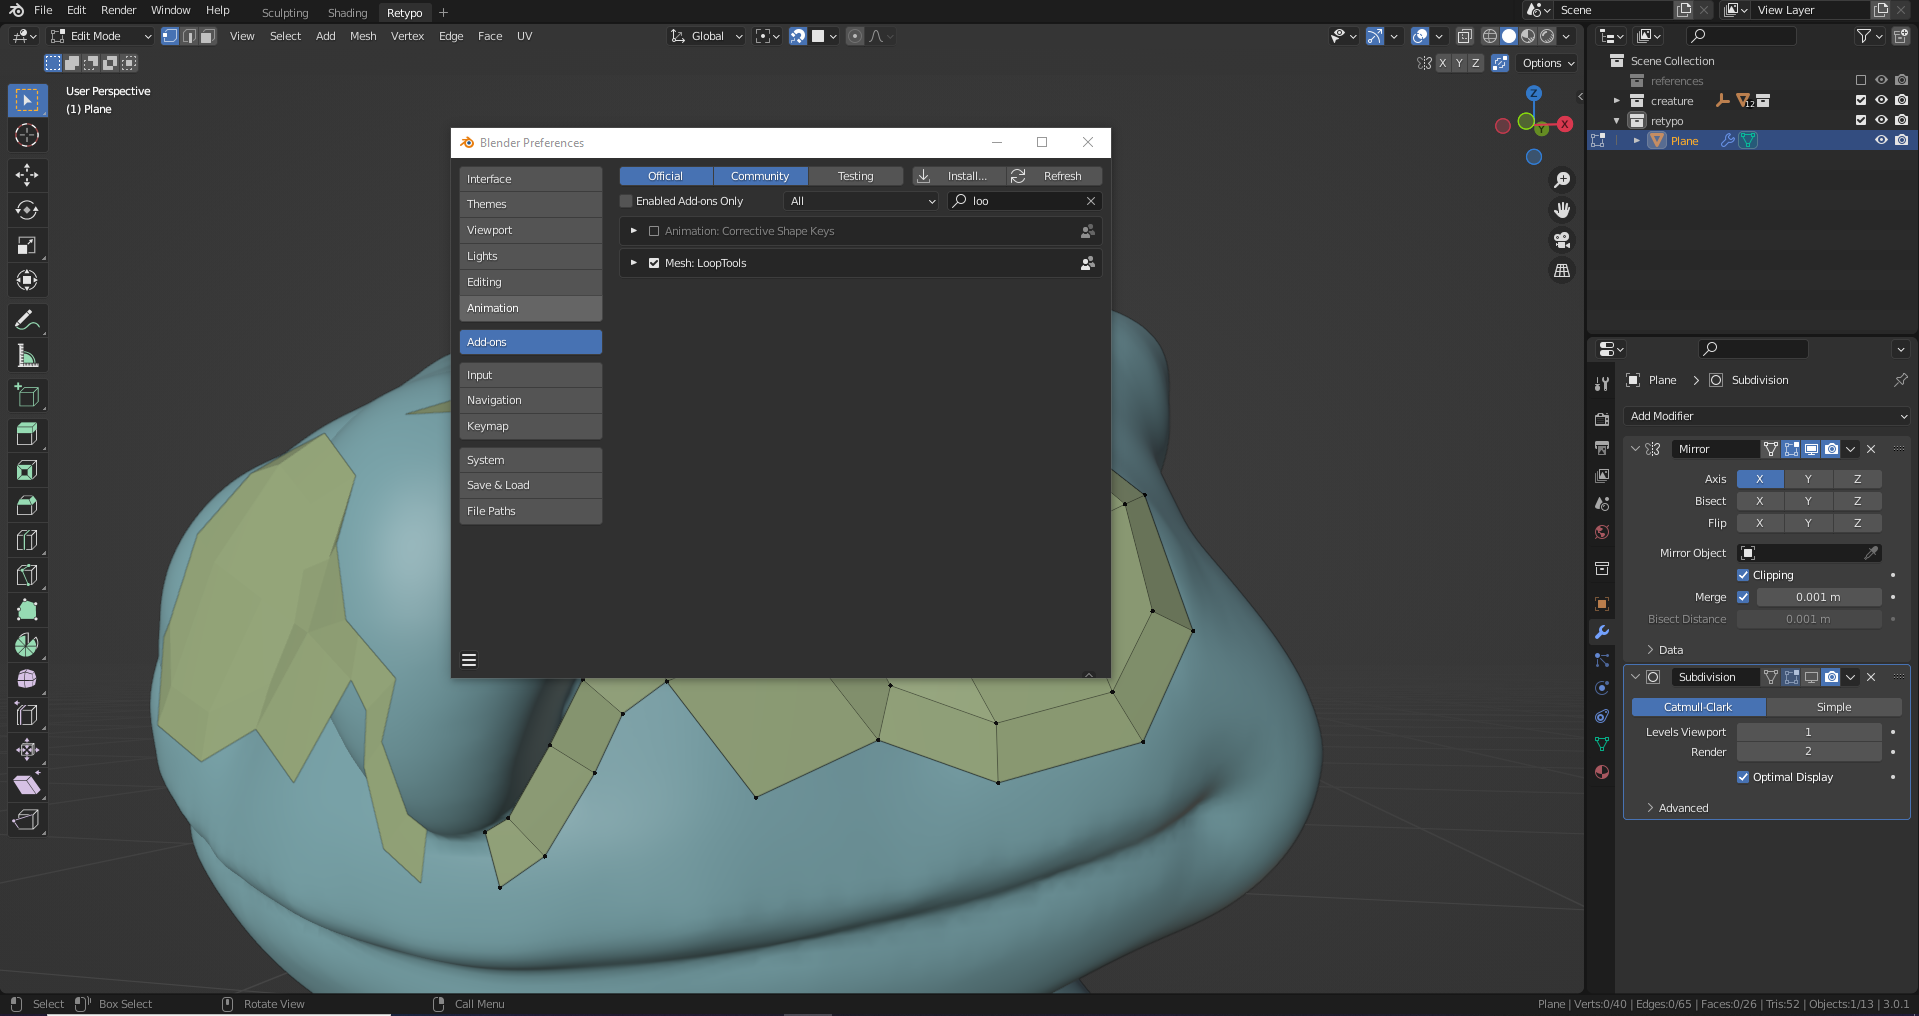 File Edit Render Window Help Sculpting Shading Retypo + Scene View Layer
Edit Mode View Select Add Mesh Vertex Edge Face UV Global
X Y Z Options
User Perspective
(1) Plane
Z
Y
X
Blender Preferences
Interface
Themes
Viewport
Lights
Editing
Animation
Add-ons
Input
Navigation
Keymap
System
Save & Load
File Paths
Official Community Testing Install... Refresh
Enabled Add-ons Only All loo
Animation: Corrective Shape Keys
Mesh: LoopTools
Scene Collection
references
creature 12
retypo
Plane
Plane > Subdivision
Add Modifier
Mirror
Axis X Y Z
Bisect X Y Z
Flip X Y Z
Mirror Object
Clipping
Merge 0.001 m
Bisect Distance 0.001 m
Data
Subdivision
Catmull-Clark Simple
Levels Viewport 1
Render 2
Optimal Display
Advanced
Select Box Select Rotate View Call Menu Plane | Verts:0/40 | Edges:0/65 | Faces:0/26 | Tris:52 | Objects:1/13 | 3.0.1